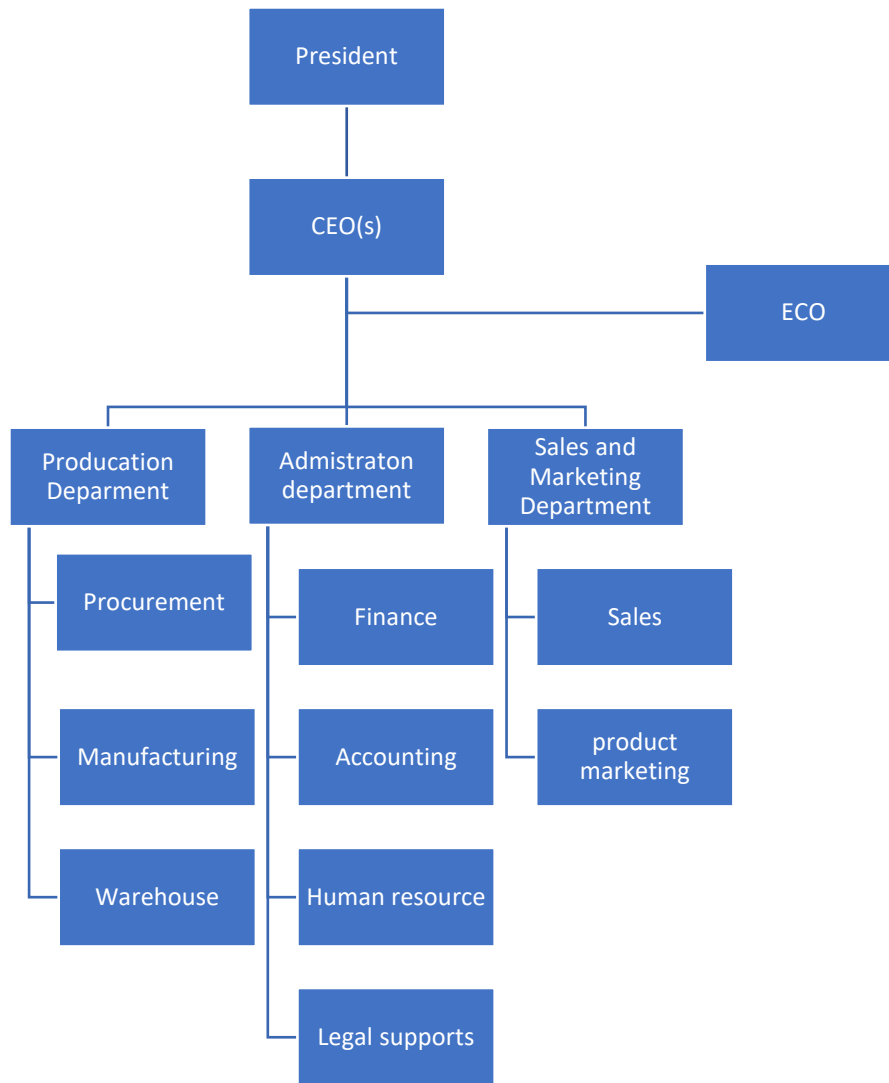 President
CEO(s)
ECO
Producation
Deparment
Admistraton
department
Sales and
Marketing
Department
Procurement
Finance
Sales
Manufacturing
Accounting
product
marketing
Warehouse
Human resource
Legal supports